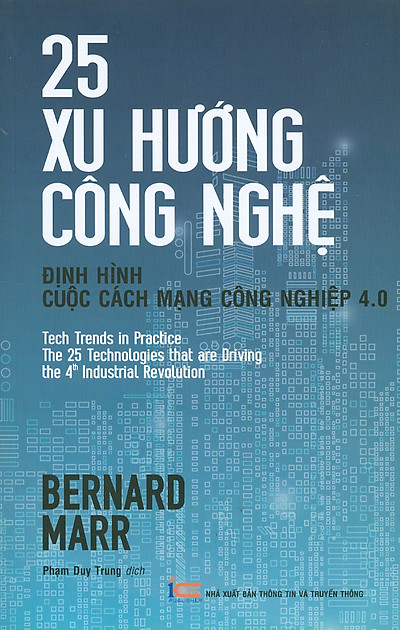 25
XU HƯỚNG
CÔNG NGHỆ
ĐỊNH HÌNH
CUỘC CÁCH MẠNG CÔNG NGHIỆP 4.0
Tech Trends in Practice
The 25 Technologies that are Driving
the 4th Industrial Revolution
BERNARD
MARR
Phạm Duy Trung dịch
NHÀ XUẤT BẢN THÔNG TIN VÀ TRUYỀN THÔNG